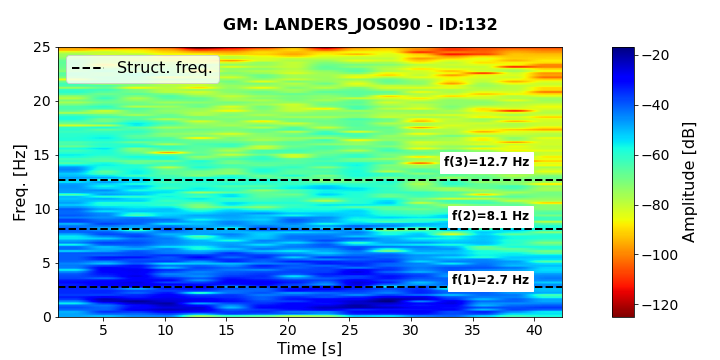 GM: LANDERS_JOS090 - ID:132
25
20
15
10
5
0
Freq. [Hz]
Struct. freq.
f(3)=12.7 Hz
f(2)=8.1 Hz
f(1)=2.7 Hz
5 10 15 20 25 30 35 40
Time [s]
−20
−40
−60
−80
−100
−120
Amplitude [dB]